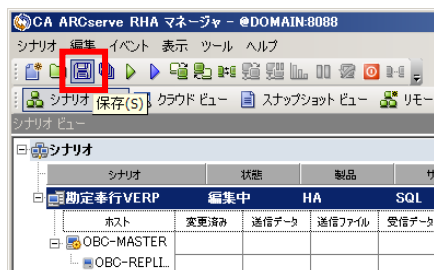 CA ARCserve RHA マネージャ - @DOMAIN:8088
シナリオ 編集 イベント 表示 ツール ヘルプ
シナリオ 保存(S) クラウド ビュー スナップショット ビュー リモー
シナリオ ビュー
シナリオ
シナリオ 状態 製品 サ
勘定奉行VERP 編集中 HA SQL
ホスト 変更済み 送信データ 送信ファイル 受信データ
OBC-MASTER
OBC-REPLI...